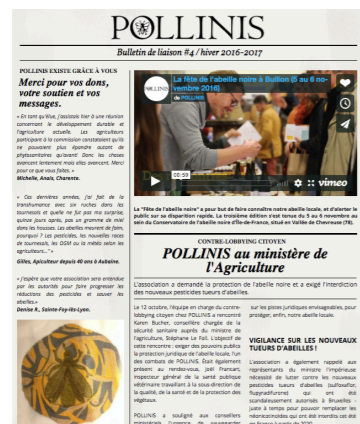 POLLINIS
Bulletin de liaison #4 / hiver 2016-2017
POLLINIS EXISTE GRÂCE À VOUS
Merci pour vos dons,
votre soutien et vos
messages.
« En tant qu'élue, j'assistais hier à une réunion
concernant le développement durable et
l'agriculture actuelle. Les agriculteurs
participant à la commission constataient qu'ils
ne pouvaient plus épandre autant de
phytosanitaires qu'avant! Donc les choses
avancent lentement mais elles avancent. Merci
pour ce que vous faites. »
Michelle, Anais, Charente.
« Ces dernières années, j'ai fait de la
transhumance avec six ruches dans les
tournesols et quelle ne fut pas ma surprise,
quinze jours après, pas un gramme de miel
dans les hausses. Les abeilles meurent de faim,
pourquoi ? Les pesticides, les nouvelles races
de tournesols, les OGM ou la météo selon les
agriculteurs... " »
Gilles, Apiculteur depuis 40 ans à Aubaine.
« J'espère que votre association sera entendue
par les autorités pour faire progresser les
réductions des pesticides et sauver les
abeilles.»
Denise R., Sainte-Foy-lès-Lyon.
POLLINIS
La fête de l'abeille noire à Bullion (5 au 6 no-
vembre 2016)
de POLLINIS
00:59
vimeo
La "Fête de l'abeille noire" a pour but de faire connaître notre abeille locale, et d'alerter le
public sur sa disparition rapide. La troisième édition s'est tenue du 5 au 6 novembre au
sein du Conservatoire de l'abeille noire d'Île-de-France, situé en Vallée de Chevreuse (78).
CONTRE-LOBBYING CITOYEN
POLLINIS au ministère de
l'Agriculture
L'association a demandé la protection de l'abeille noire et a exigé l'interdiction
des nouveaux pesticides tueurs d'abeilles.
Le 12 octobre, l'équipe en charge du contre-
lobbying citoyen chez POLLINIS a rencontré
Karen Bucher, conseillère chargée de la
sécurité sanitaire auprès du ministre de
l'agriculture, Stéphane Le Foll. L'objectif de
cette rencontre : exiger des pouvoirs publics
la protection juridique de l'abeille locale, l'un
des combats de POLLINIS. Était également
présent au rendez-vous, Joël Francart,
inspecteur général de la santé publique
vétérinaire travaillant à la sous-direction de
la qualité, de la santé et de la protection des
végétaux.
POLLINIS a souligné aux conseillers
ministériels l'urgence de sauvegarder
sur les pistes juridiques envisageables, pour
protéger, enfin, notre abeille locale.
VIGILANCE SUR LES NOUVEAUX
TUEURS D'ABEILLES !
L'association a également rappelé aux
représentants du ministre l'impérieuse
nécessité de lutter contre les nouveaux
pesticides tueurs d'abeilles (sulfoxaflor,
flupyradifurone) qui ont été
scandaleusement autorisés à Bruxelles -
juste à temps pour pouvoir remplacer les
néonicotinoïdes qui ont été interdits cet été
en France à partir de 2020.